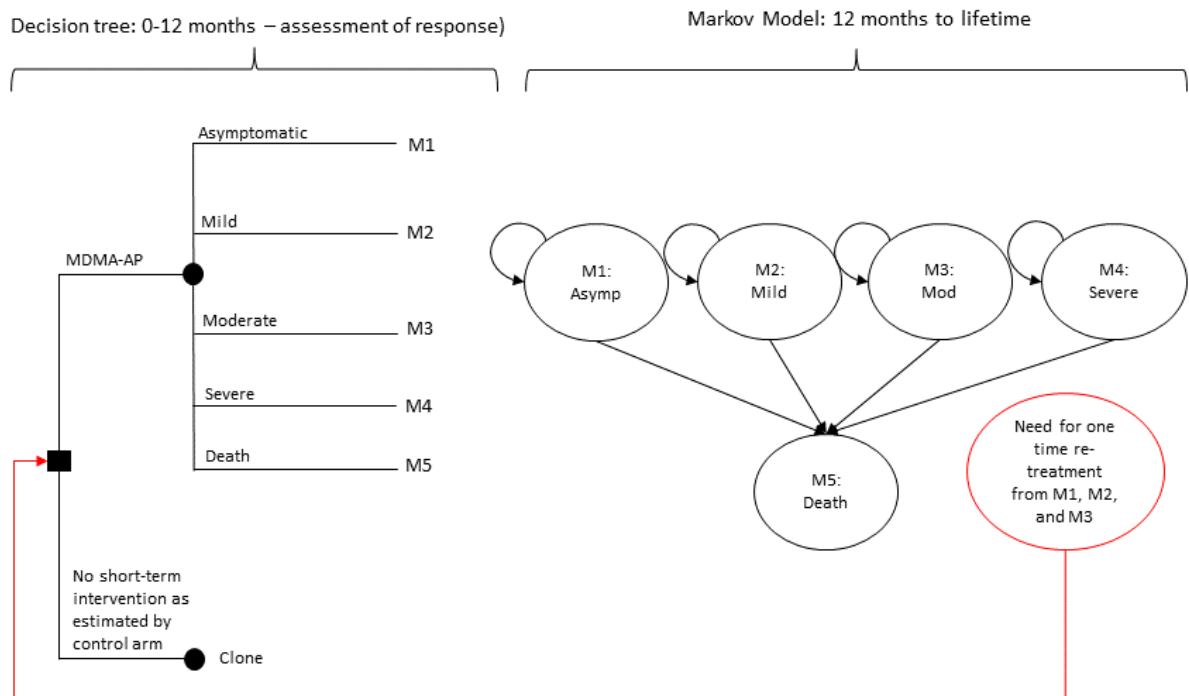 Decision tree: 0-12 months – assessment of response)
Markov Model: 12 months to lifetime
Asymptomatic
M1
Mild
M2
MDMA-AP
Moderate
M3
Severe
M4
Death
M5
No short-term
intervention as
estimated by
control arm
Clone
M1:
Asymp
M2:
Mild
M3:
Mod
M4:
Severe
M5:
Death
Need for one
time re-
treatment
from M1, M2,
and M3